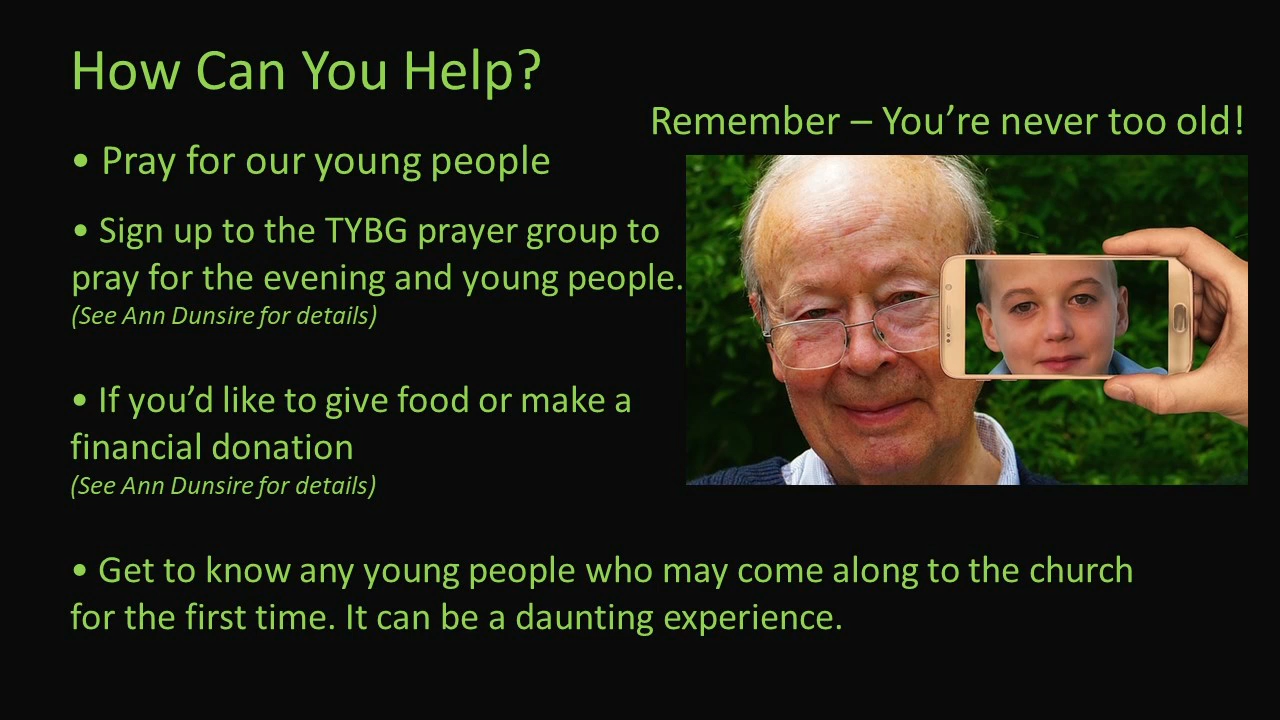 How Can You Help?
Remember – You’re never too old!
• Pray for our young people
• Sign up to the TYBG prayer group to
pray for the evening and young people.
(See Ann Dunsire for details)
• If you’d like to give food or make a
financial donation
(See Ann Dunsire for details)
• Get to know any young people who may come along to the church
for the first time. It can be a daunting experience.